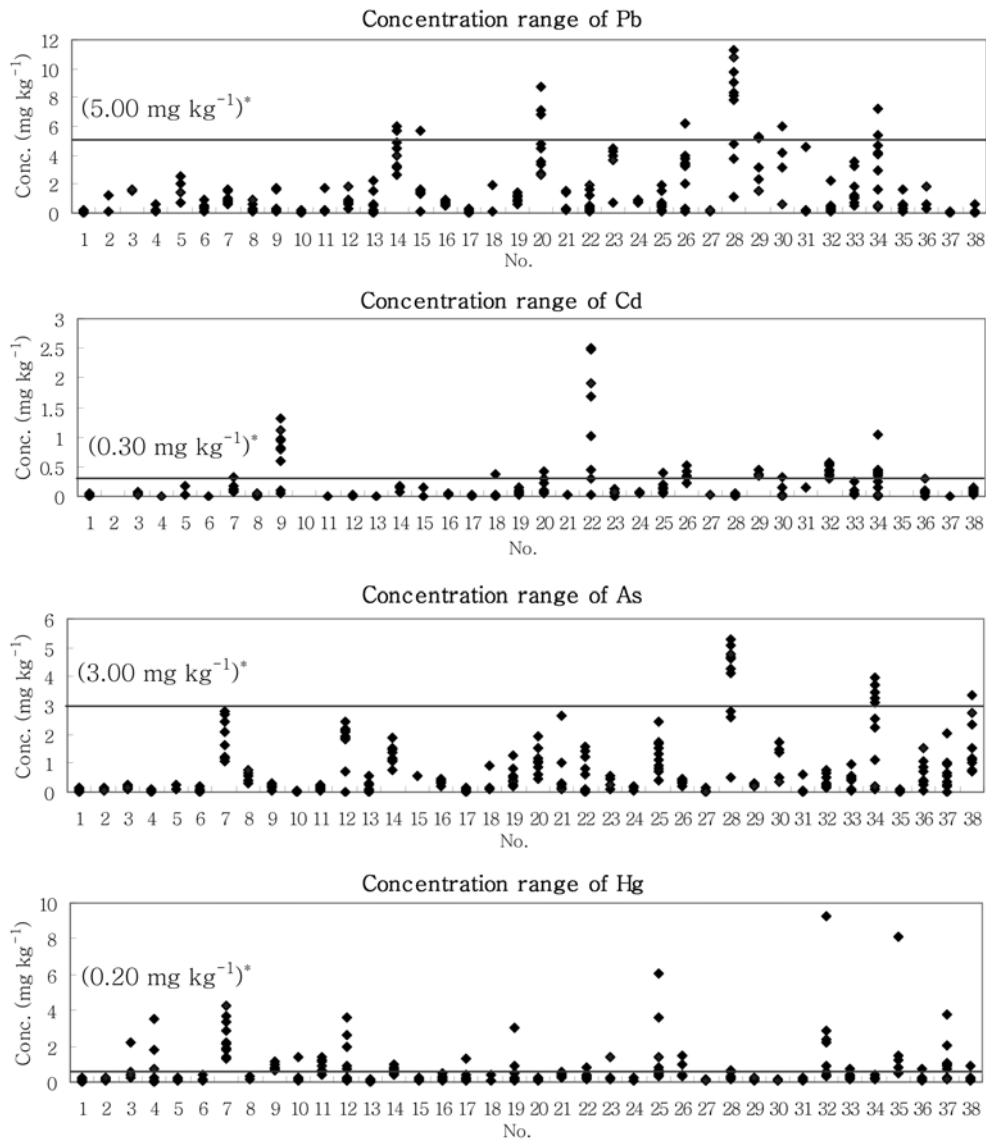 Concentration range of Pb
Conc. (mg kg⁻¹)
12
10
8
6
4
2
0
(5.00 mg kg⁻¹)*
1 2 3 4 5 6 7 8 9 10 11 12 13 14 15 16 17 18 19 20 21 22 23 24 25 26 27 28 29 30 31 32 33 34 35 36 37 38
No.
Concentration range of Cd
Conc. (mg kg⁻¹)
3
2.5
2
1.5
1
0.5
0
(0.30 mg kg⁻¹)*
1 2 3 4 5 6 7 8 9 10 11 12 13 14 15 16 17 18 19 20 21 22 23 24 25 26 27 28 29 30 31 32 33 34 35 36 37 38
No.
Concentration range of As
Conc. (mg kg⁻¹)
6
5
4
3
2
1
0
(3.00 mg kg⁻¹)*
1 2 3 4 5 6 7 8 9 10 11 12 13 14 15 16 17 18 19 20 21 22 23 24 25 26 27 28 29 30 31 32 33 34 35 36 37 38
No.
Concentration range of Hg
Conc. (mg kg⁻¹)
10
8
6
4
2
0
(0.20 mg kg⁻¹)*
1 2 3 4 5 6 7 8 9 10 11 12 13 14 15 16 17 18 19 20 21 22 23 24 25 26 27 28 29 30 31 32 33 34 35 36 37 38
No.